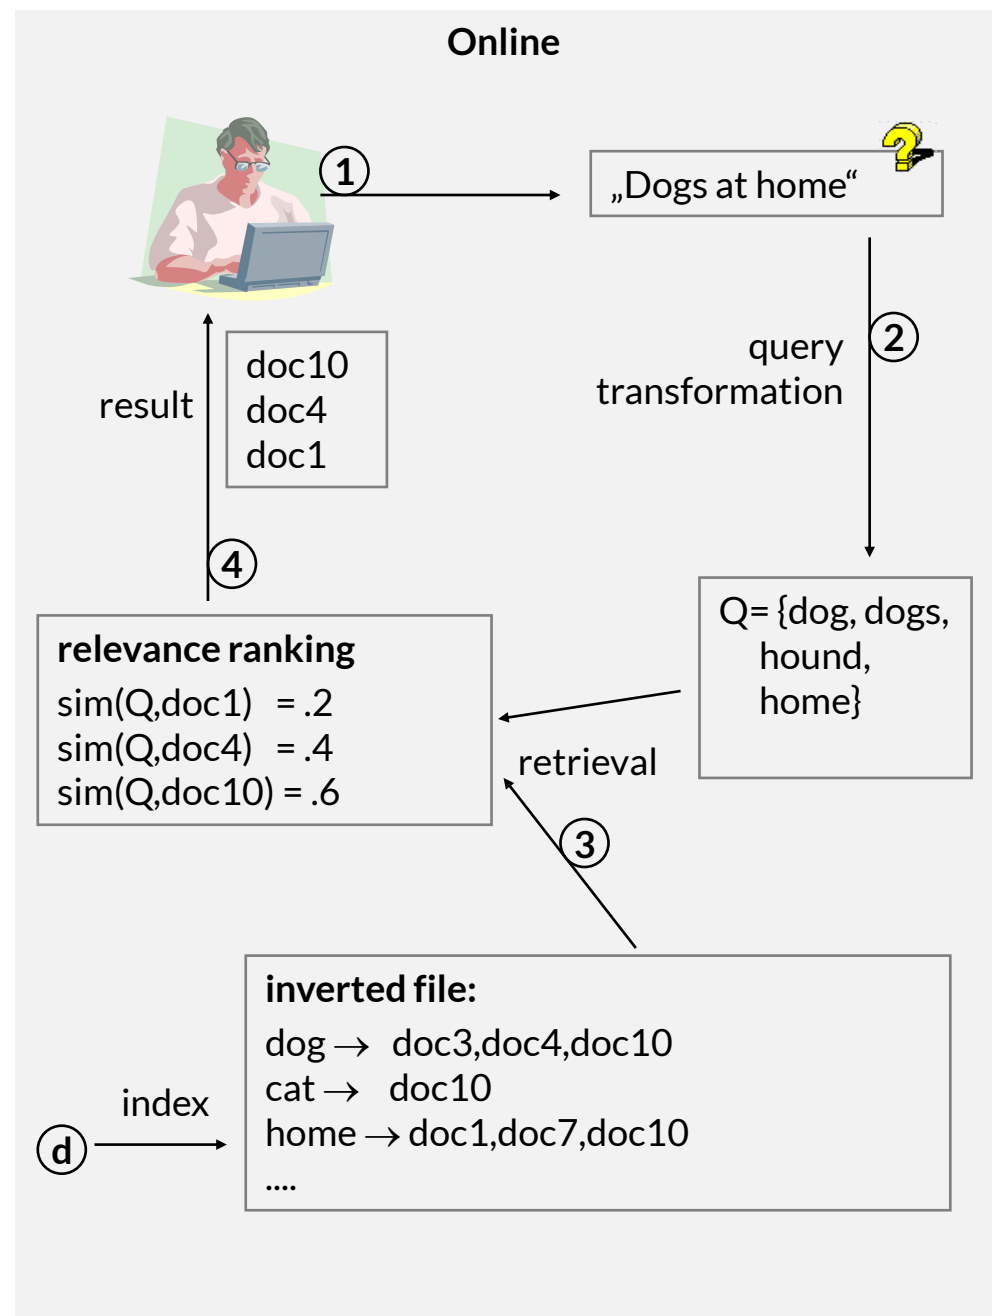 Online
1
„Dogs at home“
?
2
query
transformation
doc10
doc4
doc1
result
4
Q= {dog, dogs,
hound,
home}
relevance ranking
sim(Q,doc1) = .2
sim(Q,doc4) = .4
sim(Q,doc10) = .6
retrieval
3
inverted file:
dog → doc3,doc4,doc10
cat → doc10
home → doc1,doc7,doc10
....
index
d